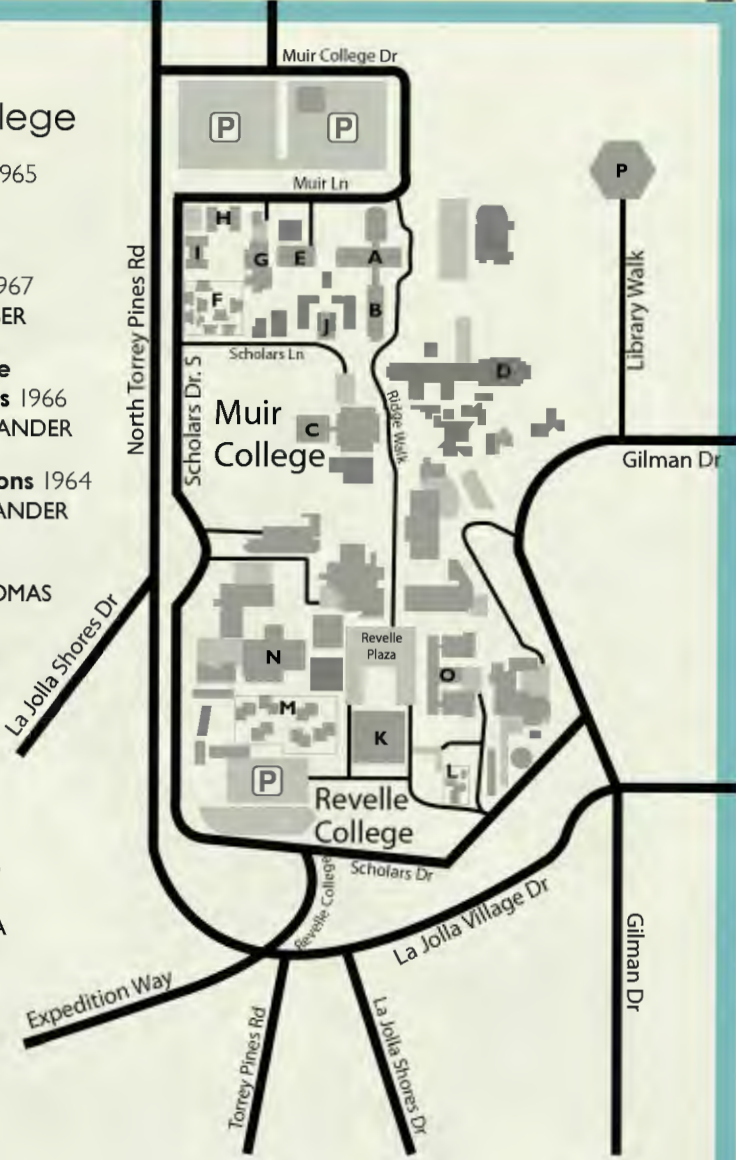 lege
965
967
ER
e
s 1966
ANDER
ons 1964
ANDER
OMAS
A
Muir College Dr
P
P
Muir Ln
P
H
I
G
E
A
F
J
B
Scholars Ln
North Torrey Pines Rd
Scholars Dr. S
Library Walk
D
Ridge Walk
Muir
College
C
Gilman Dr
La Jolla Shores Dr
Revelle
Plaza
N
O
M
K
L
P
Revelle
College
Scholars Dr
Revelle College
La Jolla Village Dr
Gilman Dr
Expedition Way
Torrey Pines Rd
La Jolla Shores Dr